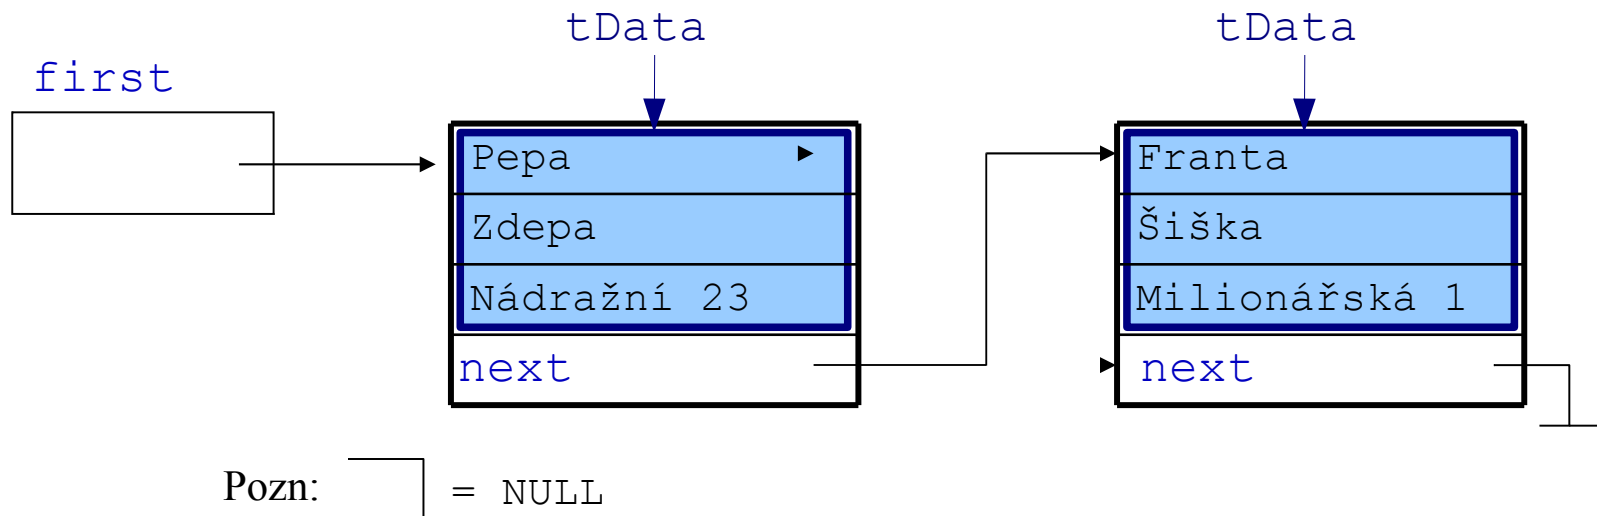 tData
tData
first
Pepa
Zdepa
Nádražní 23
next
Franta
Šiška
Milionářská 1
next
Pozn: = NULL